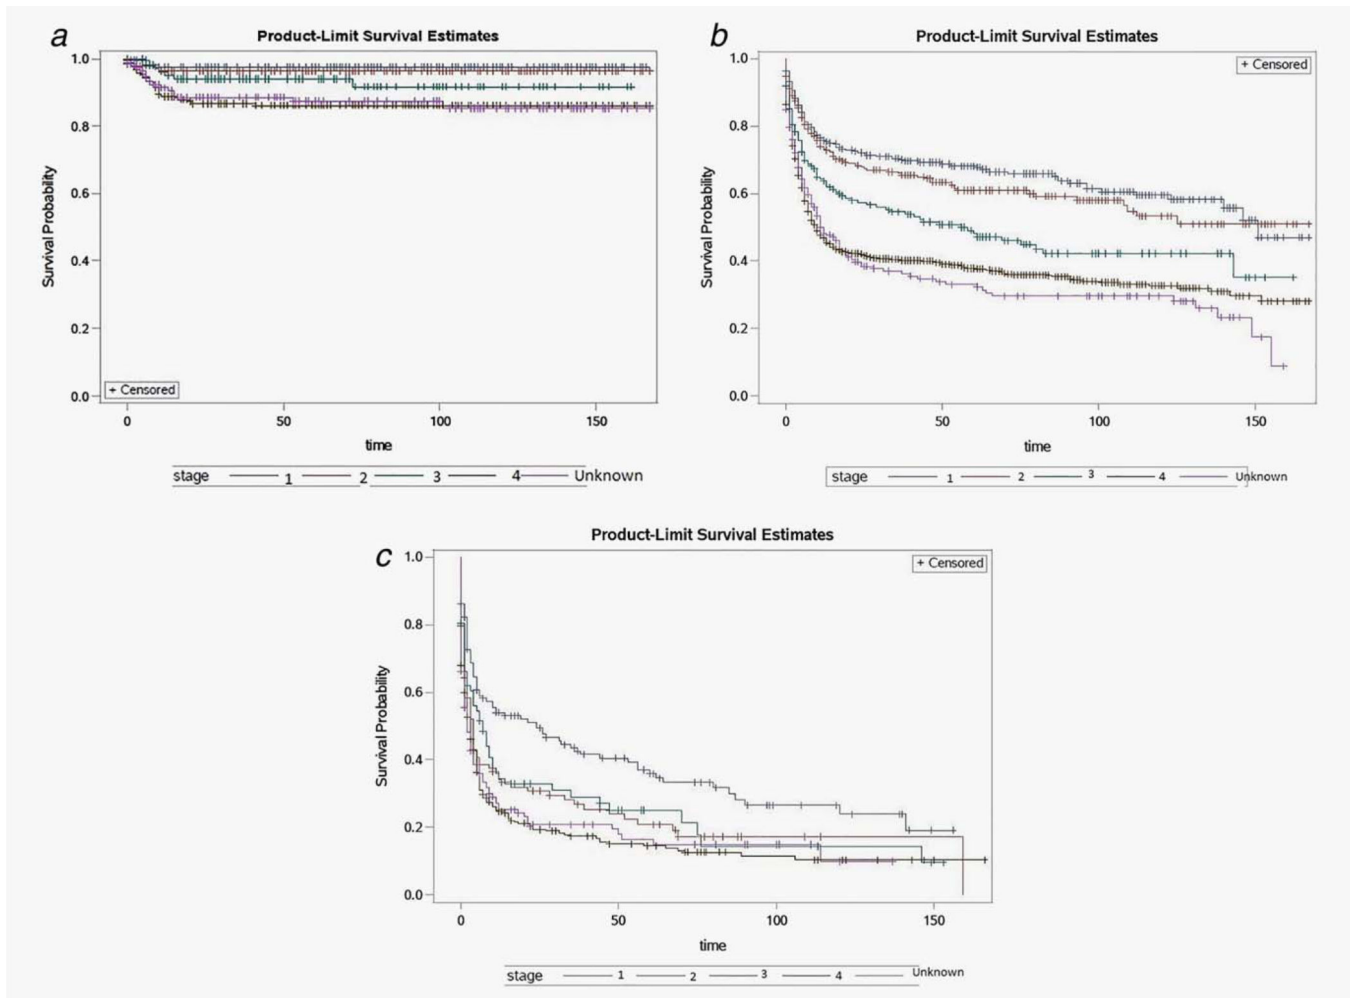 a
Product-Limit Survival Estimates
1.0
0.8
0.6
0.4
0.2
0.0
Survival Probability
+ Censored
0 50 100 150
time
stage 1 2 3 4 Unknown
b
Product-Limit Survival Estimates
+ Censored
1.0
0.8
0.6
0.4
0.2
0.0
Survival Probability
0 50 100 150
time
stage 1 2 3 4 Unknown
c
Product-Limit Survival Estimates
+ Censored
1.0
0.8
0.6
0.4
0.2
0.0
Survival Probability
0 50 100 150
time
stage 1 2 3 4 Unknown